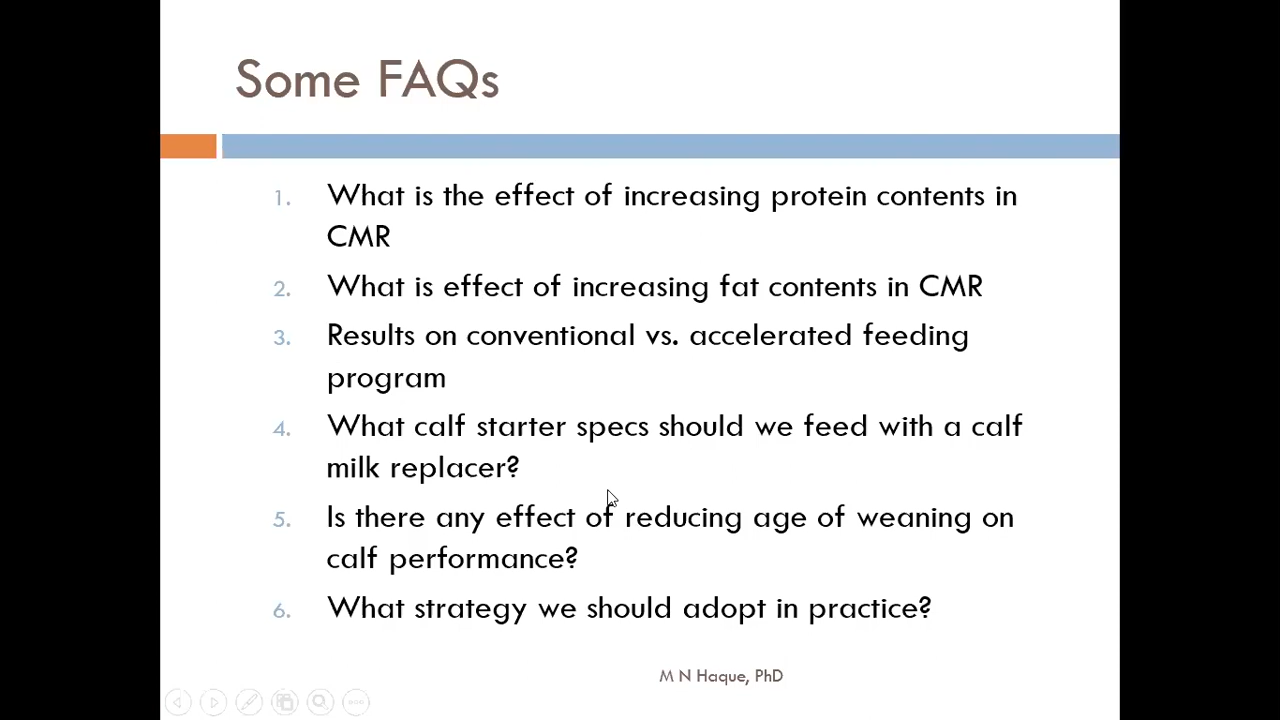 Some FAQs
1. What is the effect of increasing protein contents in
CMR
2. What is effect of increasing fat contents in CMR
3. Results on conventional vs. accelerated feeding
program
4. What calf starter specs should we feed with a calf
milk replacer?
5. Is there any effect of reducing age of weaning on
calf performance?
6. What strategy we should adopt in practice?
M N Haque, PhD